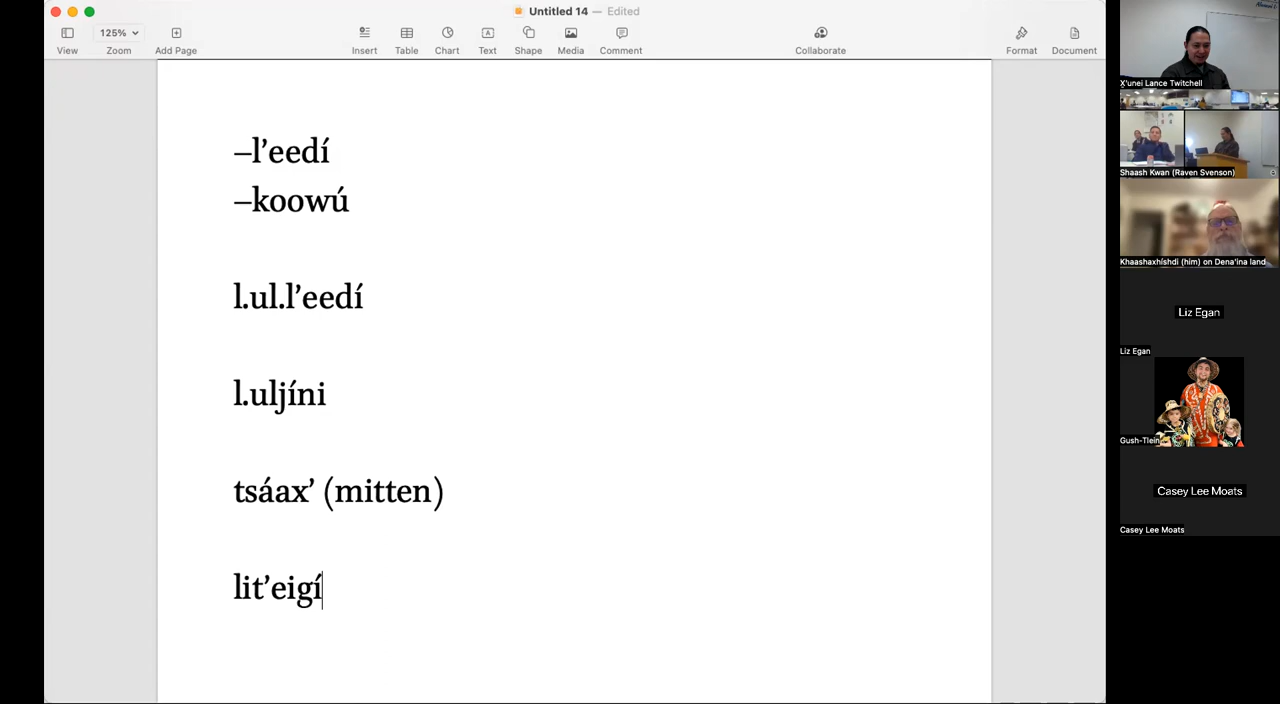 Untitled 14 — Edited
125%
View
Zoom
Add Page
Insert
Table
Chart
Text
Shape
Media
Comment
Collaborate
Format
Document
–l’eedí
–koowú
l.ul.l’eedí
l.uljíni
tsáax’ (mitten)
lit’eigí
X̱'unei Lance Twitchell
Shaash Kwan (Raven Svenson)
Khaashaxhíshdi (him) on Dena'ina land
Liz Egan
Liz Egan
Gush-Tlein
Casey Lee Moats
Casey Lee Moats